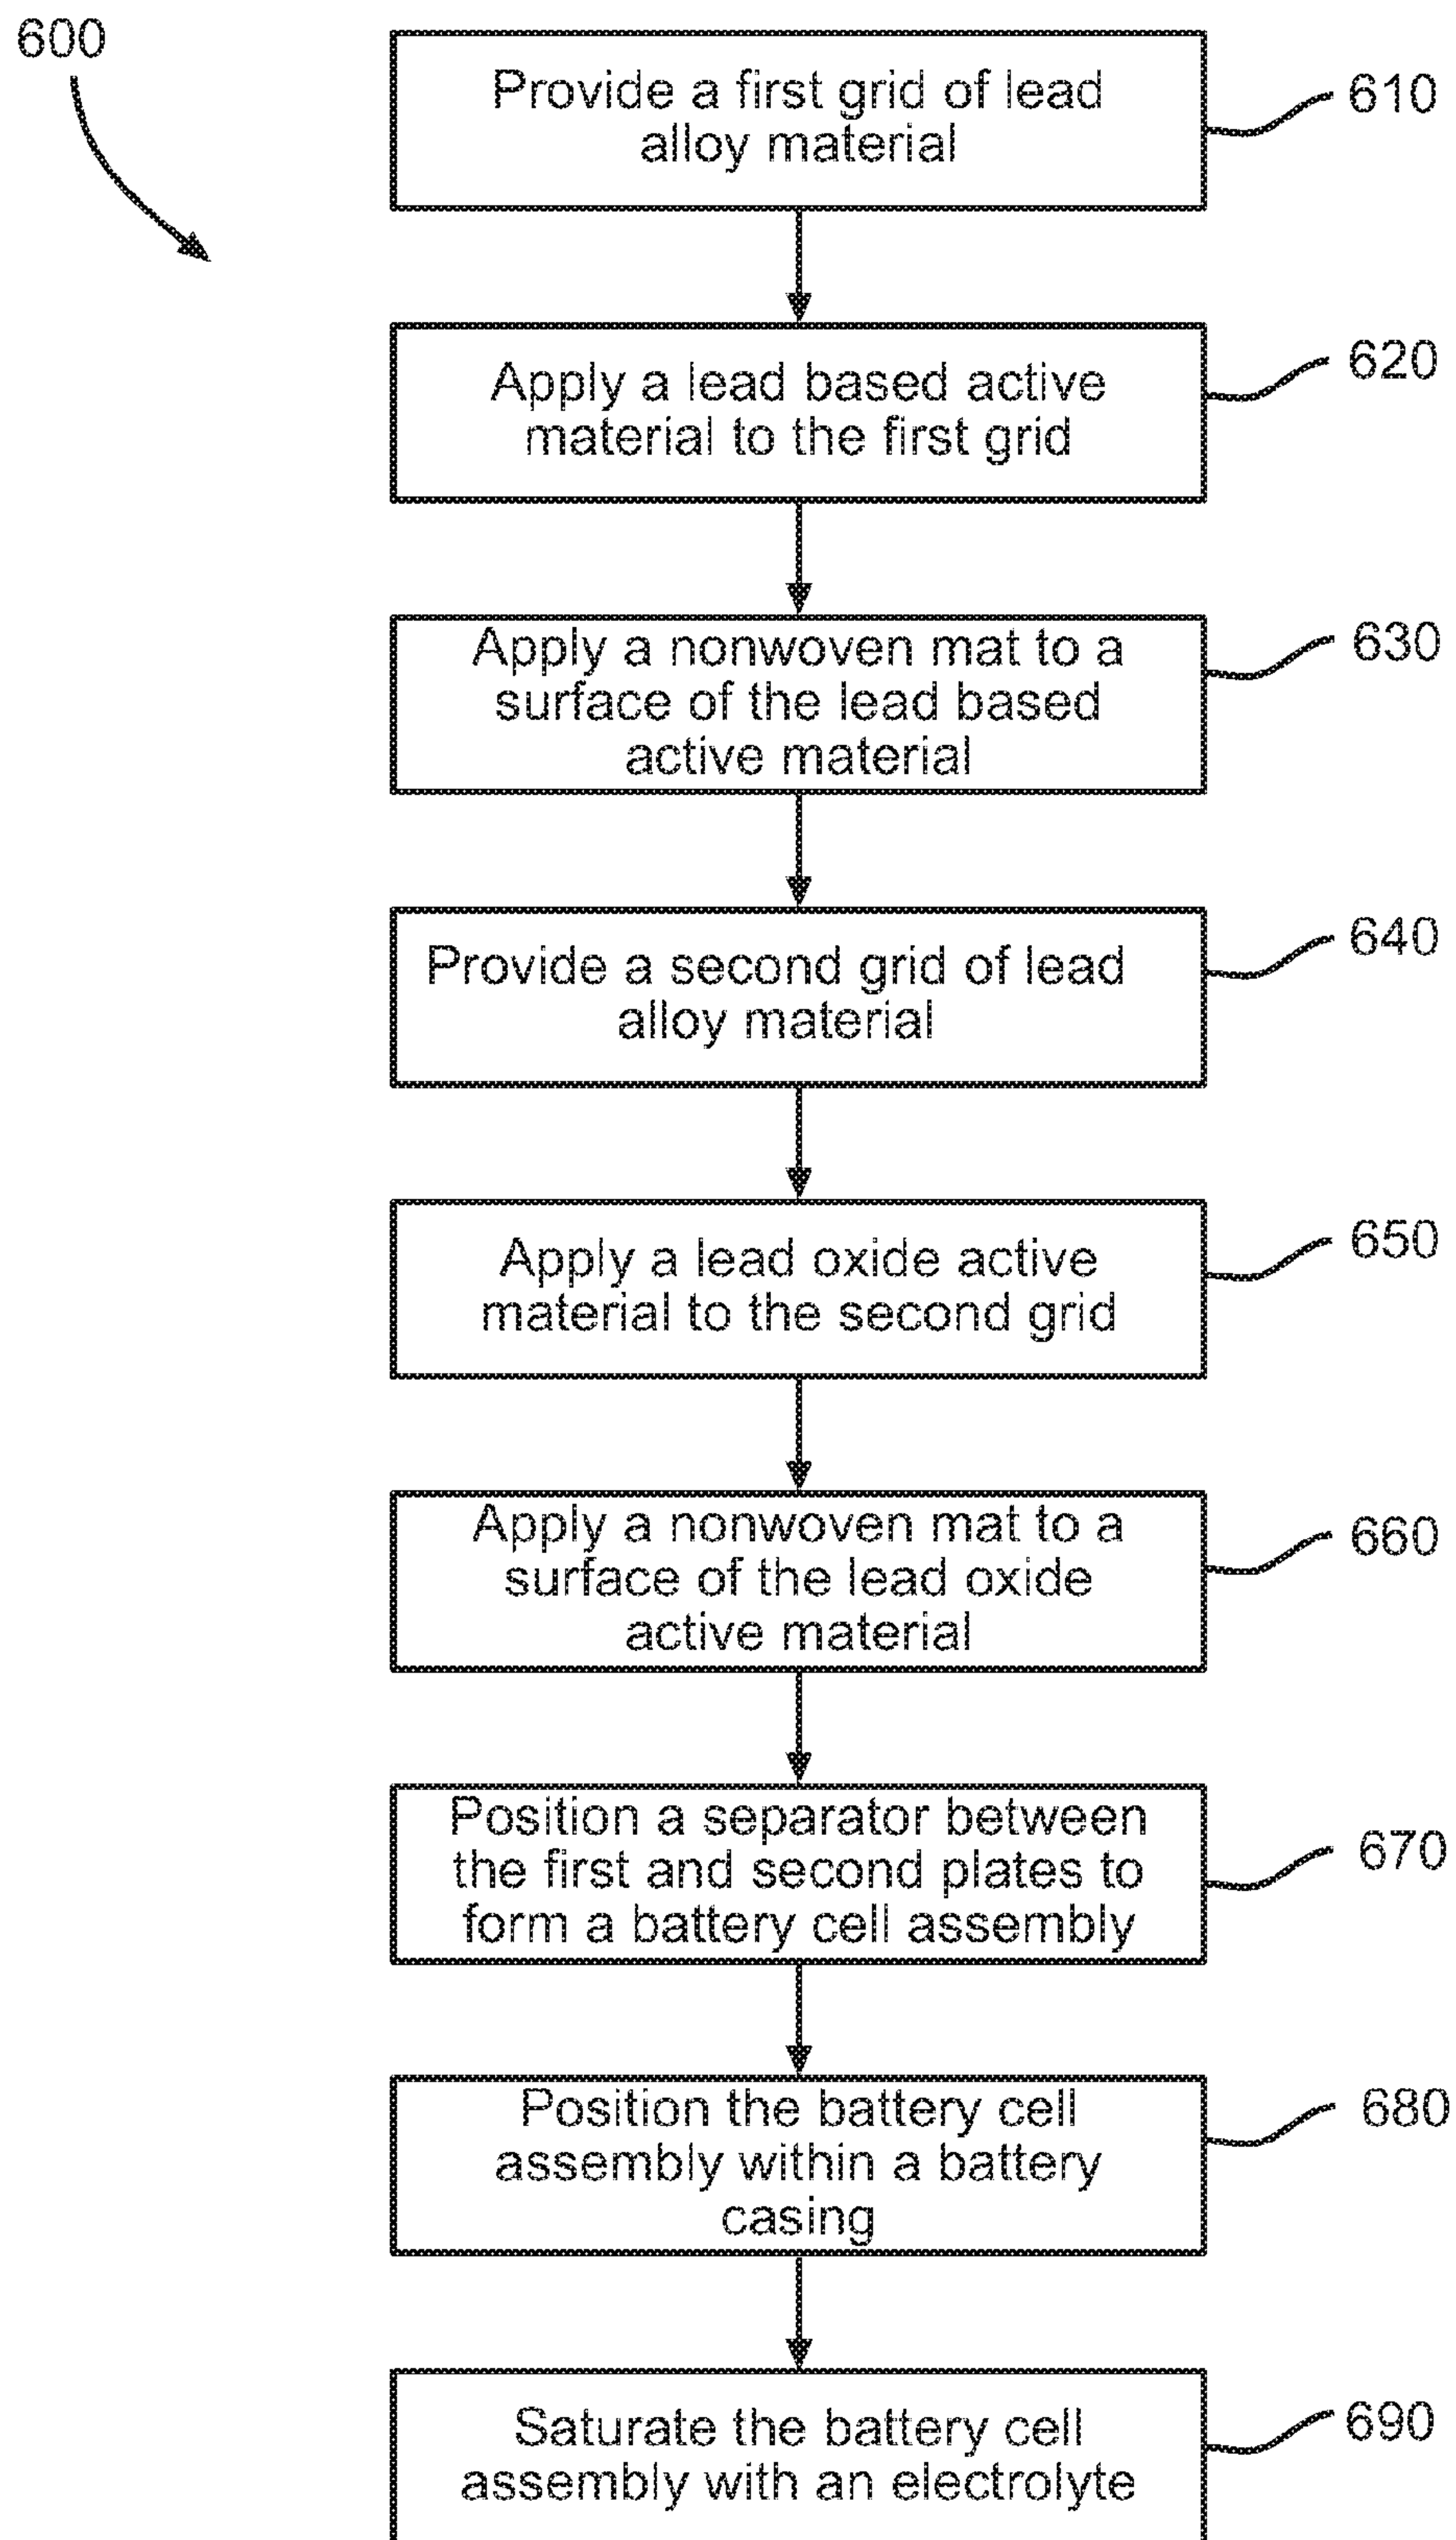 600
Provide a first grid of lead
alloy material
610
Apply a lead based active
material to the first grid
620
Apply a nonwoven mat to a
surface of the lead based
active material
630
Provide a second grid of lead
alloy material
640
Apply a lead oxide active
material to the second grid
650
Apply a nonwoven mat to a
surface of the lead oxide
active material
660
Position a separator between
the first and second plates to
form a battery cell assembly
670
Position the battery cell
assembly within a battery
casing
680
Saturate the battery cell
assembly with an electrolyte
690